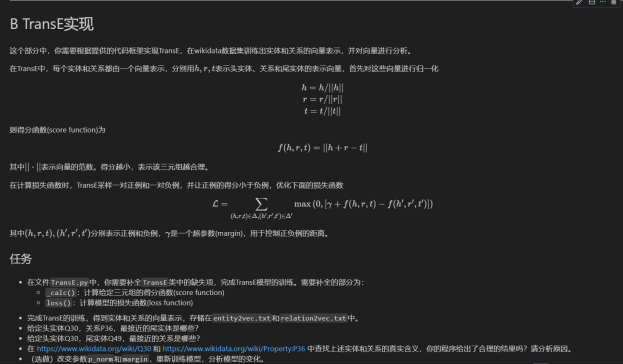 B TransE实现
这个部分中，你需要根据提供的代码框架实现TransE，在wikidata数据集训练出实体和关系的向量表示，并对向量进行分析。
在TransE中，每个实体和关系都由一个向量表示，分别用h, r, t表示头实体、关系和尾实体的表示向量，首先对这些向量进行归一化
h = h/||h||
r = r/||r||
t = t/||t||
则得分函数(score function)为
f(h, r, t) = ||h + r − t||
其中|| · ||表示向量的范数。得分越小，表示该三元组越合理。
在计算损失函数时，TransE采样一对正例和一对负例，并让正例的得分小于负例，优化下面的损失函数
ℒ = ∑ max (0, [γ + f(h, r, t) − f(h′, r′, t′)])
(h,r,t)∈Δ,(h′,r′,t′)∈Δ′
其中(h, r, t), (h′, r′, t′)分别表示正例和负例，γ是一个超参数(margin)，用于控制正负例的距离。
任务
• 在文件TransE.py中，你需要补全TransE类中的缺失项，完成TransE模型的训练。需要补全的部分为：
◦ _calc()：计算给定三元组的得分函数(score function)
◦ loss()：计算模型的损失函数(loss function)
• 完成TransE的训练，得到实体和关系的向量表示，存储在entity2vec.txt和relation2vec.txt中。
• 给定头实体Q30，关系P36，最接近的尾实体是哪些？
• 给定头实体Q30，尾实体Q49，最接近的关系是哪些？
• 在 https://www.wikidata.org/wiki/Q30 和 https://www.wikidata.org/wiki/Property:P36 中查找上述实体和关系的真实含义，你的程序给出了合理的结果吗？请分析原因。
• （选做）改变参数p_norm和margin，重新训练模型，分析模型的变化。